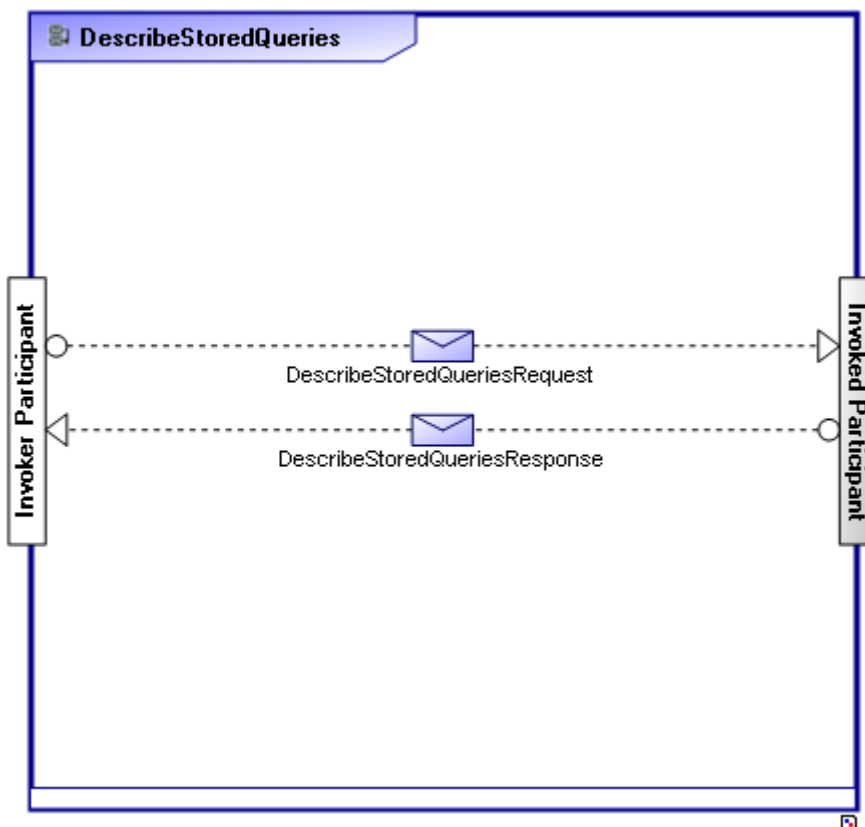 DescribeStoredQueries
Invoker Participant
Invoked Participant
DescribeStoredQueriesRequest
DescribeStoredQueriesResponse